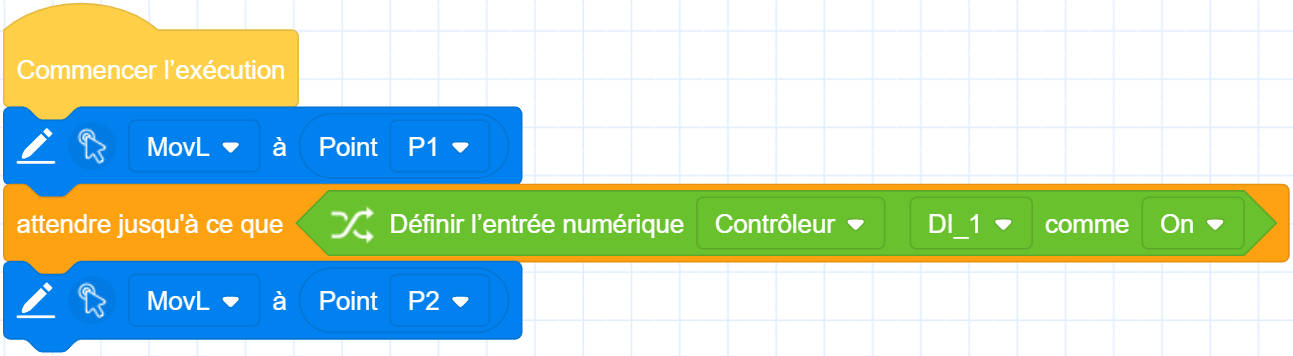 Commencer l’exécution
MovL à Point P1
attendre jusqu'à ce que Définir l’entrée numérique Contrôleur DI_1 comme On
MovL à Point P2